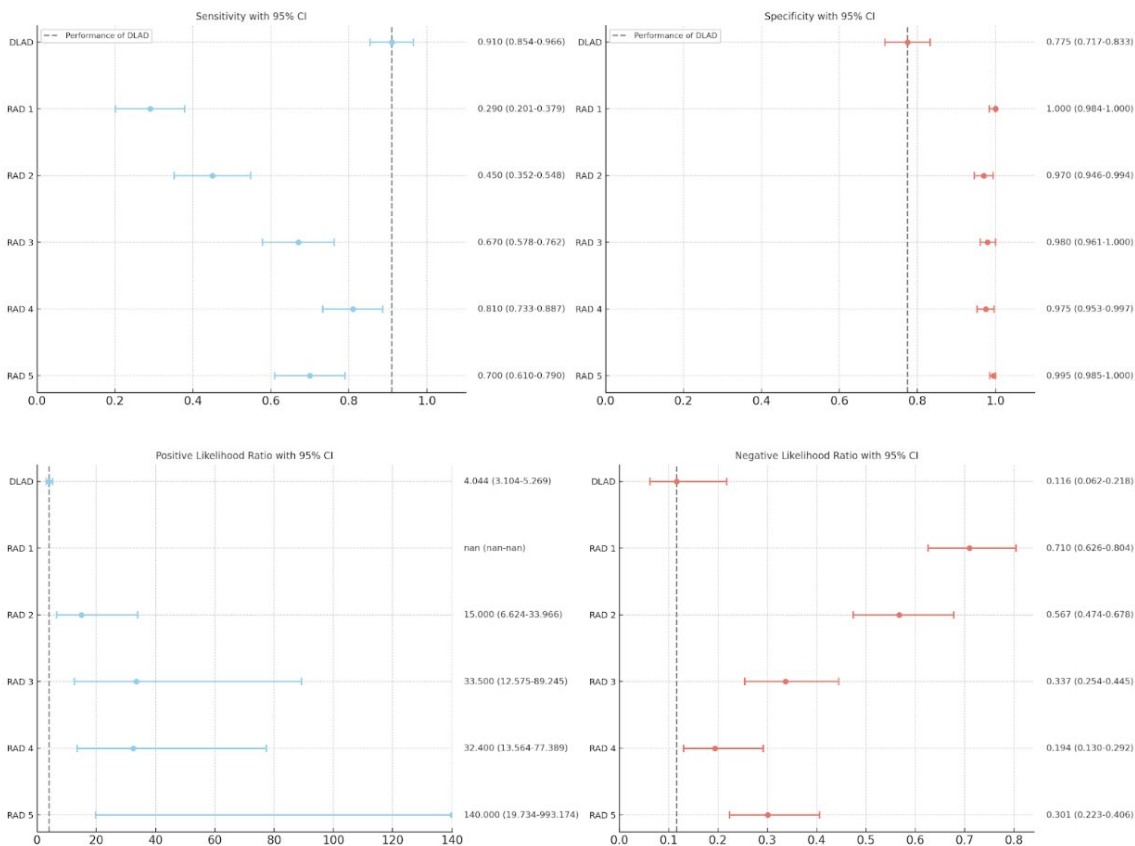 Sensitivity with 95% CI
Performance of DLAD
DLAD
0.910 (0.854-0.966)
RAD 1
0.290 (0.201-0.379)
RAD 2
0.450 (0.352-0.548)
RAD 3
0.670 (0.578-0.762)
RAD 4
0.810 (0.733-0.887)
RAD 5
0.700 (0.610-0.790)
0.0 0.2 0.4 0.6 0.8 1.0
Specificity with 95% CI
Performance of DLAD
DLAD
0.775 (0.717-0.833)
RAD 1
1.000 (0.984-1.000)
RAD 2
0.970 (0.946-0.994)
RAD 3
0.980 (0.961-1.000)
RAD 4
0.975 (0.953-0.997)
RAD 5
0.995 (0.985-1.000)
0.0 0.2 0.4 0.6 0.8 1.0
Positive Likelihood Ratio with 95% CI
DLAD
4.044 (3.104-5.269)
RAD 1
nan (nan-nan)
RAD 2
15.000 (6.624-33.966)
RAD 3
33.500 (12.575-89.245)
RAD 4
32.400 (13.564-77.389)
RAD 5
140.000 (19.734-993.174)
0 20 40 60 80 100 120 140
Negative Likelihood Ratio with 95% CI
DLAD
0.116 (0.062-0.218)
RAD 1
0.710 (0.626-0.804)
RAD 2
0.567 (0.474-0.678)
RAD 3
0.337 (0.254-0.445)
RAD 4
0.194 (0.130-0.292)
RAD 5
0.301 (0.223-0.406)
0.0 0.1 0.2 0.3 0.4 0.5 0.6 0.7 0.8